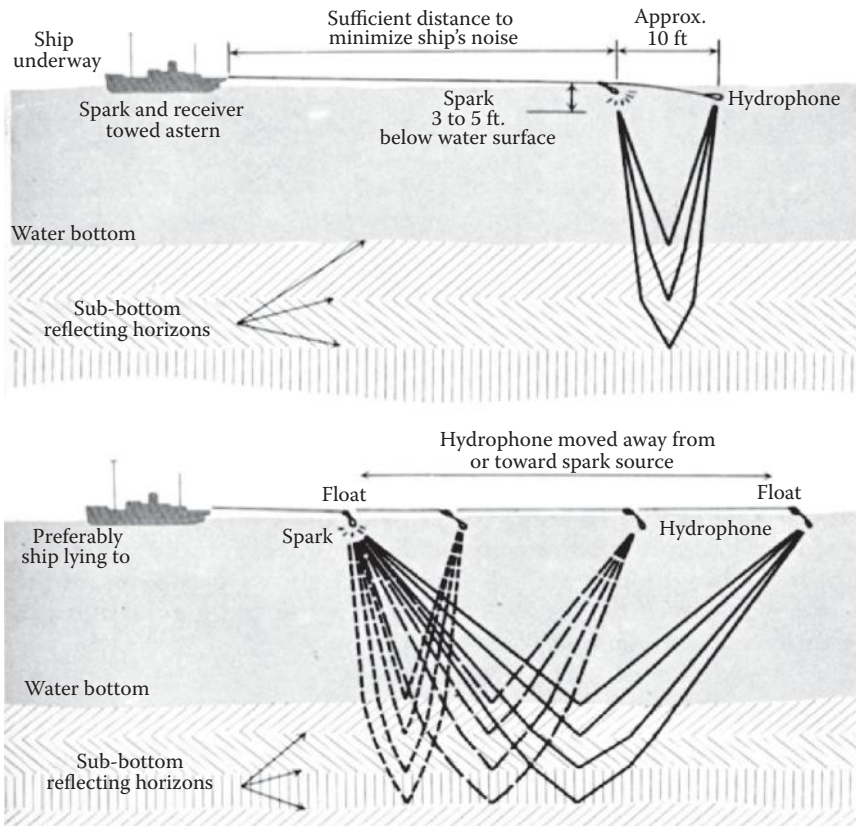 Ship
underway
Sufficient distance to
minimize ship's noise
Approx.
10 ft
Spark and receiver
towed astern
Spark
3 to 5 ft.
below water surface
Hydrophone
Water bottom
Sub-bottom
reflecting horizons
Hydrophone moved away from
or toward spark source
Float
Float
Preferably
ship lying to
Spark
Hydrophone
Water bottom
Sub-bottom
reflecting horizons